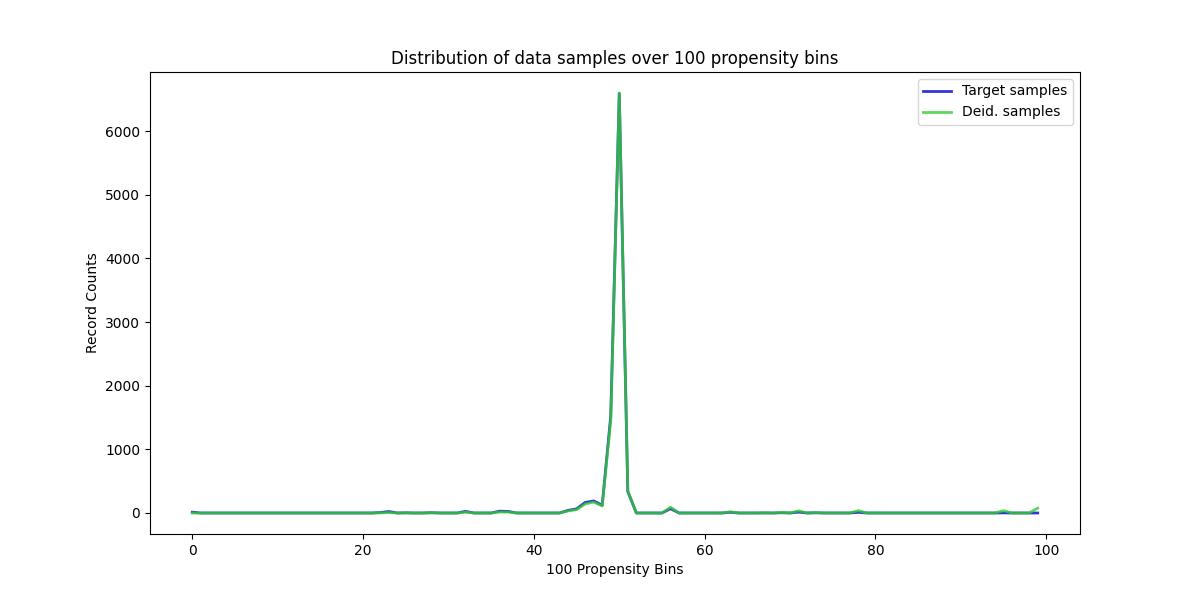 Distribution of data samples over 100 propensity bins
Target samples
Deid. samples
Record Counts
6000
5000
4000
3000
2000
1000
0
0 20 40 60 80 100
100 Propensity Bins